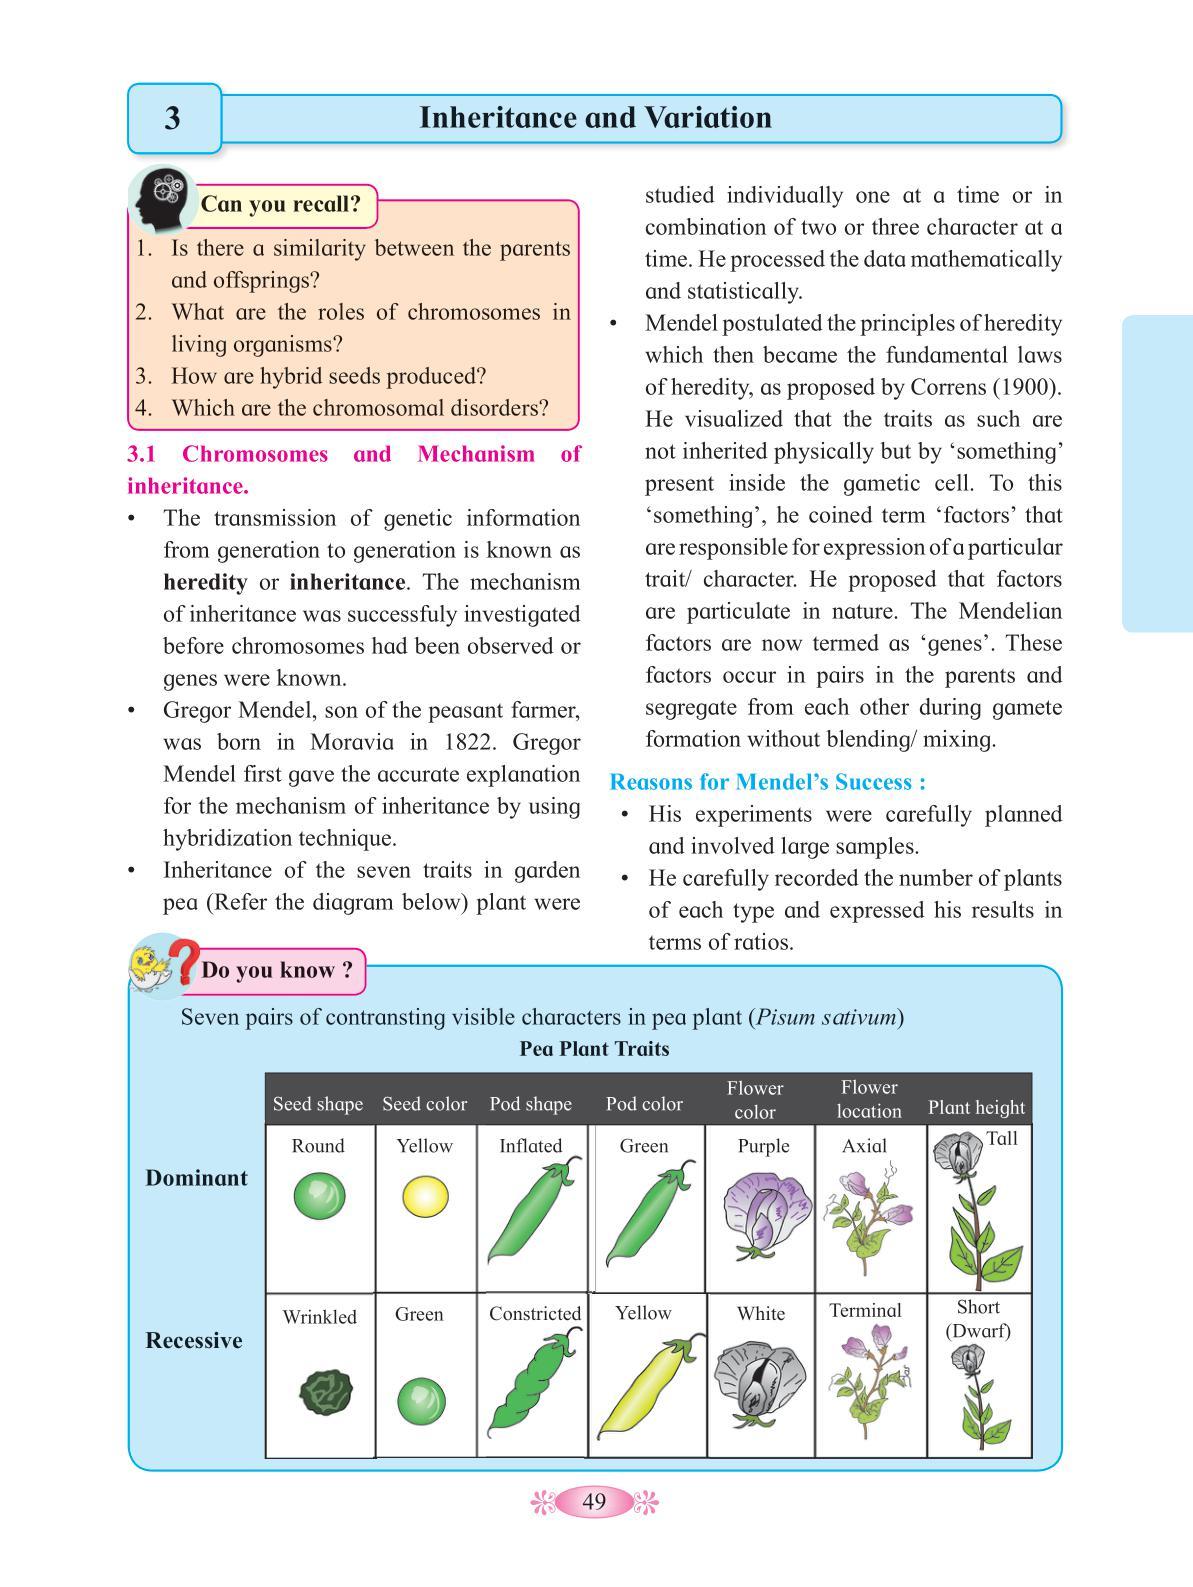 3
Inheritance and Variation
Can you recall?
1. Is there a similarity between the parents
and offsprings?
2. What are the roles of chromosomes in
living organisms?
3. How are hybrid seeds produced?
4. Which are the chromosomal disorders?
3.1 Chromosomes and Mechanism of
inheritance.
• The transmission of genetic information
from generation to generation is known as
heredity or inheritance. The mechanism
of inheritance was successfuly investigated
before chromosomes had been observed or
genes were known.
• Gregor Mendel, son of the peasant farmer,
was born in Moravia in 1822. Gregor
Mendel first gave the accurate explanation
for the mechanism of inheritance by using
hybridization technique.
• Inheritance of the seven traits in garden
pea (Refer the diagram below) plant were
studied individually one at a time or in
combination of two or three character at a
time. He processed the data mathematically
and statistically.
• Mendel postulated the principles of heredity
which then became the fundamental laws
of heredity, as proposed by Correns (1900).
He visualized that the traits as such are
not inherited physically but by ‘something’
present inside the gametic cell. To this
‘something’, he coined term ‘factors’ that
are responsible for expression of a particular
trait/ character. He proposed that factors
are particulate in nature. The Mendelian
factors are now termed as ‘genes’. These
factors occur in pairs in the parents and
segregate from each other during gamete
formation without blending/ mixing.
Reasons for Mendel’s Success :
• His experiments were carefully planned
and involved large samples.
• He carefully recorded the number of plants
of each type and expressed his results in
terms of ratios.
Do you know ?
Seven pairs of contransting visible characters in pea plant (Pisum sativum)
Pea Plant Traits
Seed shape Seed color Pod shape Pod color Flower color Flower location Plant height
Dominant
Round Yellow Inflated Green Purple Axial Tall
Recessive
Wrinkled Green Constricted Yellow White Terminal Short
(Dwarf)
49